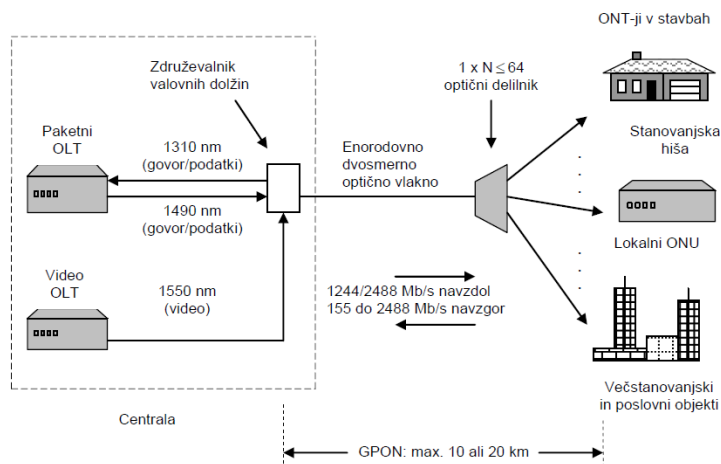 ONT-ji v stavbah
Združevalnik
valovnih dolžin
1 x N ≤ 64
optični delilnik
Paketni
OLT
1310 nm
(govor/podatki)
1490 nm
(govor/podatki)
Enorodovno
dvosmerno
optično vlakno
Stanovanjska
hiša
Lokalni ONU
Video
OLT
1550 nm
(video)
1244/2488 Mb/s navzdol
155 do 2488 Mb/s navzgor
Večstanovanjski
in poslovni objekti
Centrala
GPON: max. 10 ali 20 km